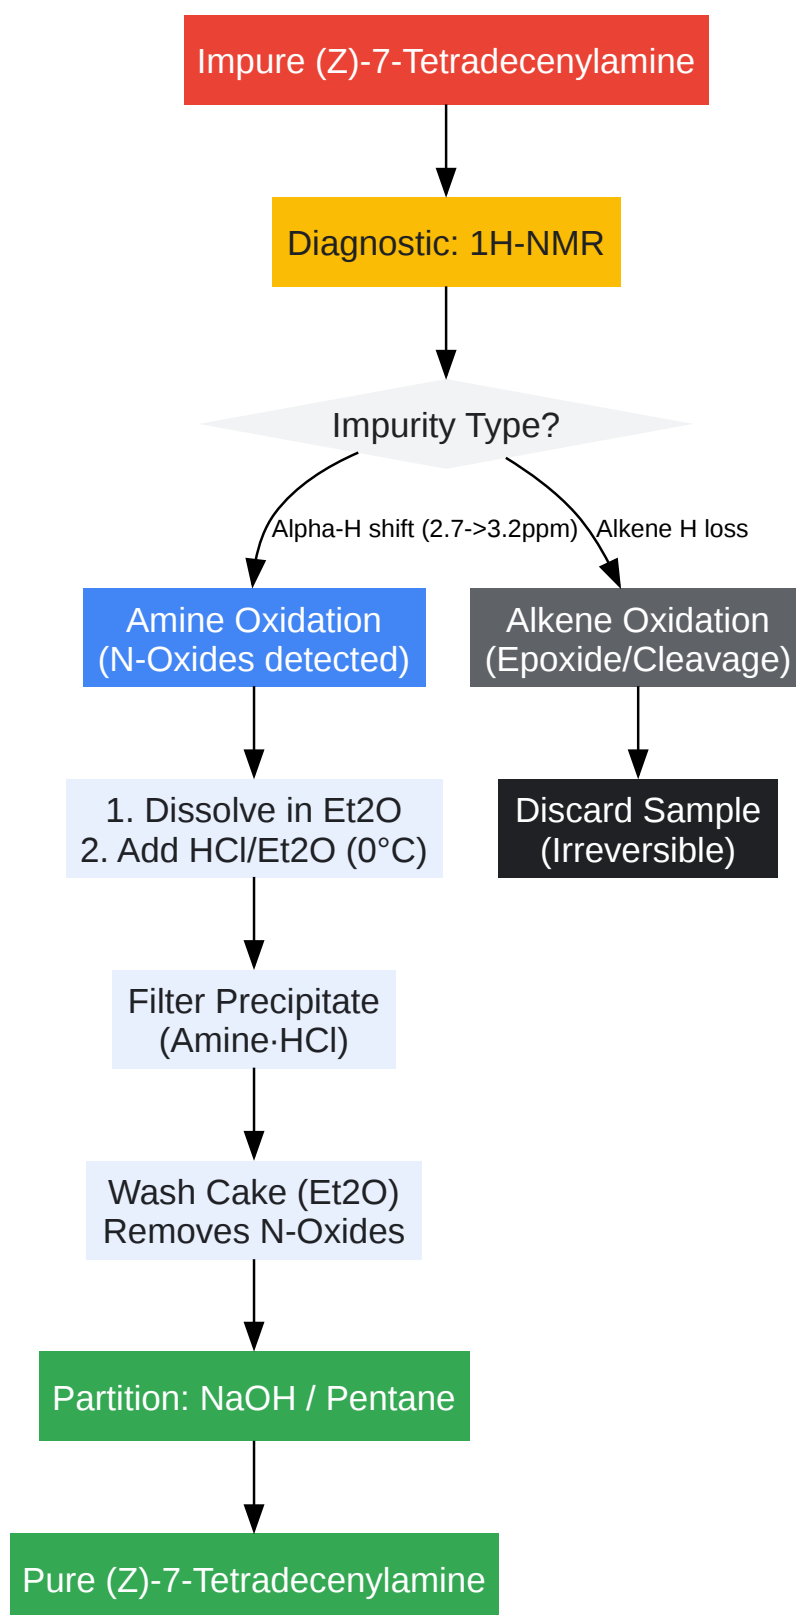 Impure (Z)-7-Tetradecenylamine
Diagnostic: 1H-NMR
Impurity Type?
Alpha-H shift (2.7->3.2ppm)
Alkene H loss
Amine Oxidation
(N-Oxides detected)
Alkene Oxidation
(Epoxide/Cleavage)
1. Dissolve in Et2O
2. Add HCl/Et2O (0°C)
Discard Sample
(Irreversible)
Filter Precipitate
(Amine·HCl)
Wash Cake (Et2O)
Removes N-Oxides
Partition: NaOH / Pentane
Pure (Z)-7-Tetradecenylamine